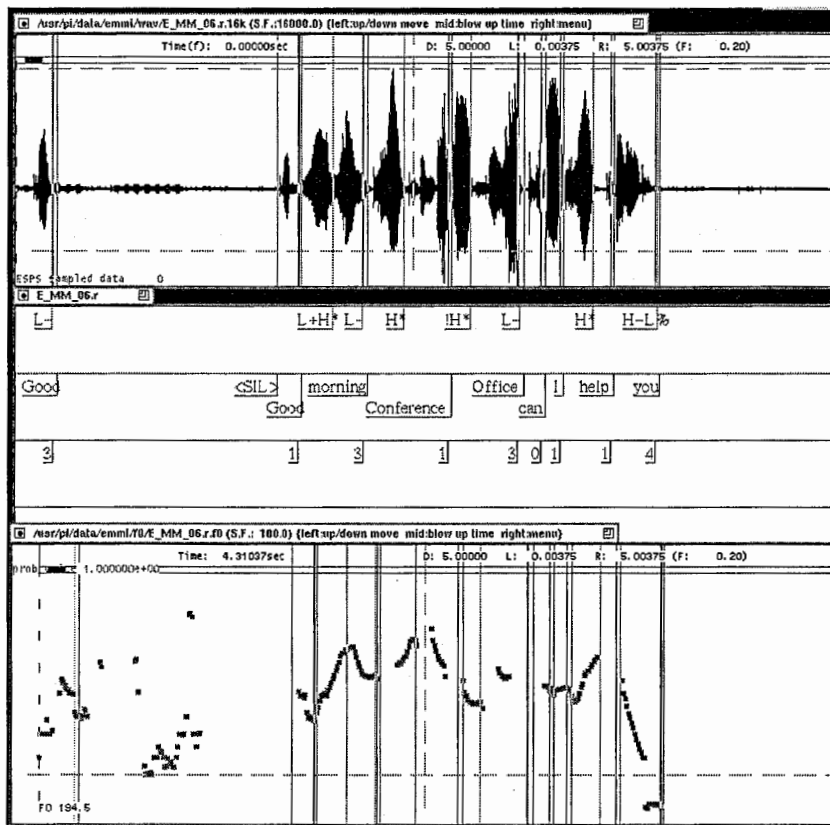 /usr/pi/data/emmi/wav/E_MM_06.r.16k (S.F.:16000.0) {left:up/down move mid:blow up time right:menu}
Time(f): 0.00000sec D: 5.00000 L: 0.00375 R: 5.00375 (F: 0.20)
ESPS sampled data 0
E_MM_06.r
L- L+H* L- H* !H* L- H* H-L%
Good <SIL> morning Office I help you
Good Conference can
3 1 3 1 3 0 1 1 4
/usr/pi/data/emmi/f0/E_MM_06.r.f0 (S.F.: 100.0) {left:up/down move mid:blow up time right:menu}
Time: 4.31037sec D: 5.00000 L: 0.00375 R: 5.00375 (F: 0.20)
prob 1.000000e+00
F0 194.5